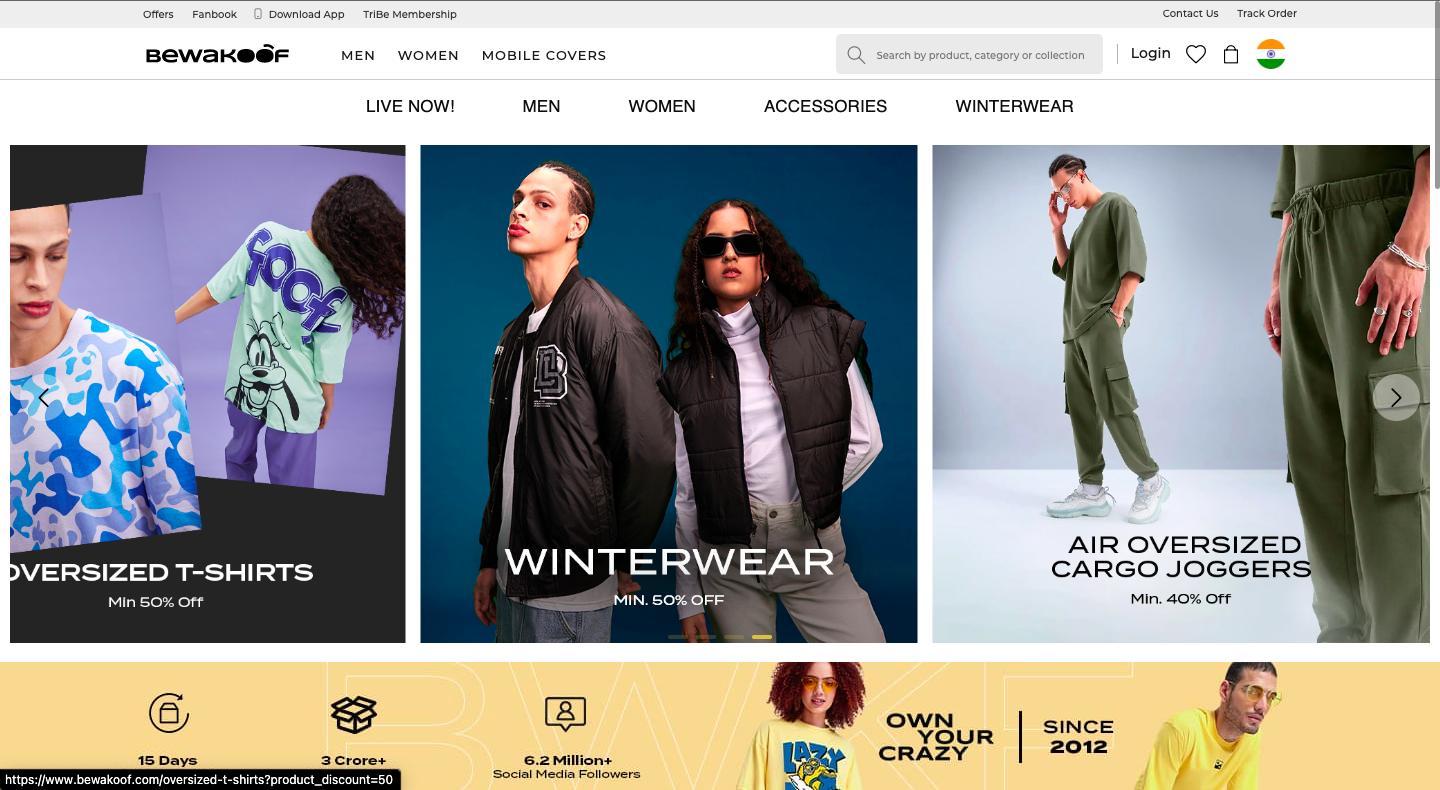 Offers Fanbook Download App TriBe Membership Contact Us Track Order
BEWAKOOF MEN WOMEN MOBILE COVERS Search by product, category or collection Login
LIVE NOW! MEN WOMEN ACCESSORIES WINTERWEAR
Goof
OVERSIZED T-SHIRTS
Min 50% Off
B
WINTERWEAR
MIN. 50% OFF
AIR OVERSIZED
CARGO JOGGERS
Min. 40% Off
15 Days
3 Crore+
6.2 Million+
Social Media Followers
LAZY
OWN
YOUR
CRAZY
SINCE
2012
https://www.bewakoof.com/oversized-t-shirts?product_discount=50